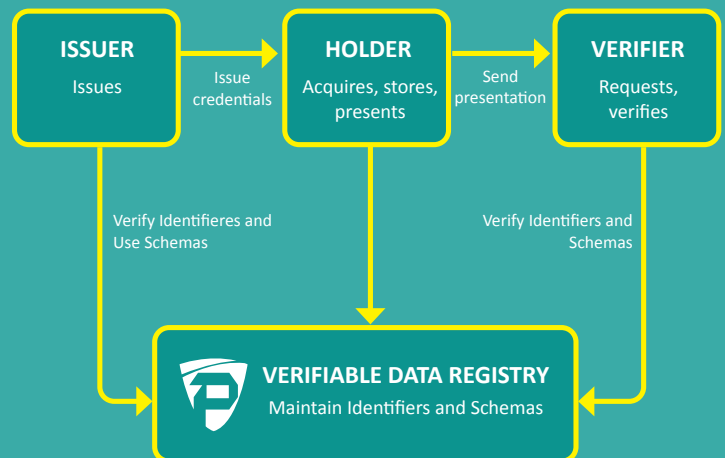 ISSUER
Issues
Issue
credentials
HOLDER
Acquires, stores,
presents
Send
presentation
VERIFIER
Requests,
verifies
Verify Identifieres and
Use Schemas
Verify Identifiers and
Schemas
P
VERIFIABLE DATA REGISTRY
Maintain Identifiers and Schemas